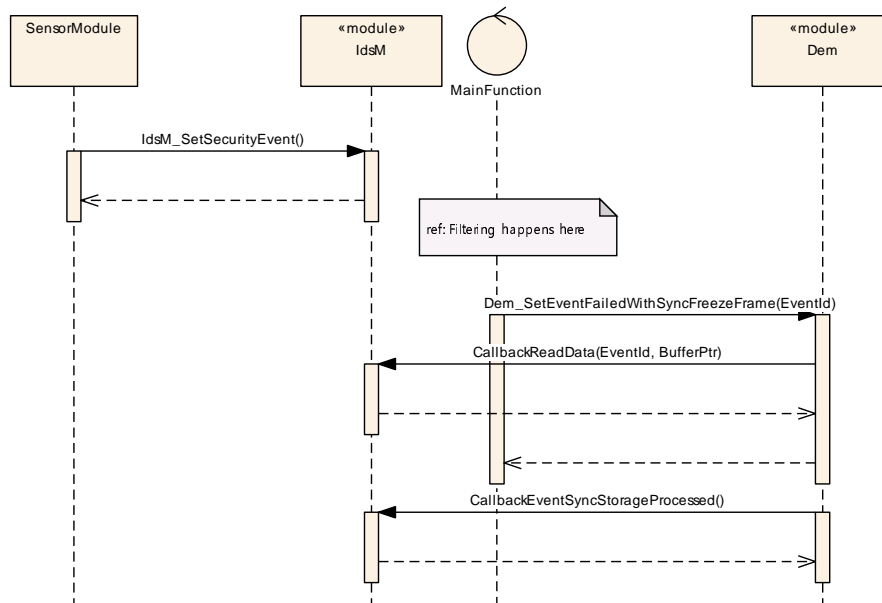 SensorModule
«module»
IdsM
MainFunction
«module»
Dem
IdsM_SetSecurityEvent()
ref: Filtering happens here
Dem_SetEventFailedWithSyncFreezeFrame(EventId)
CallbackReadData(EventId, BufferPtr)
CallbackEventSyncStorageProcessed()